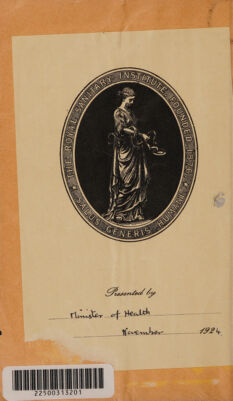 THE ROYAL SANITARY INSTITUTE FOUNDED 1876
SALUS GENERIS HUMANI
Presented by
Minister of Health
November 1924
22500313201